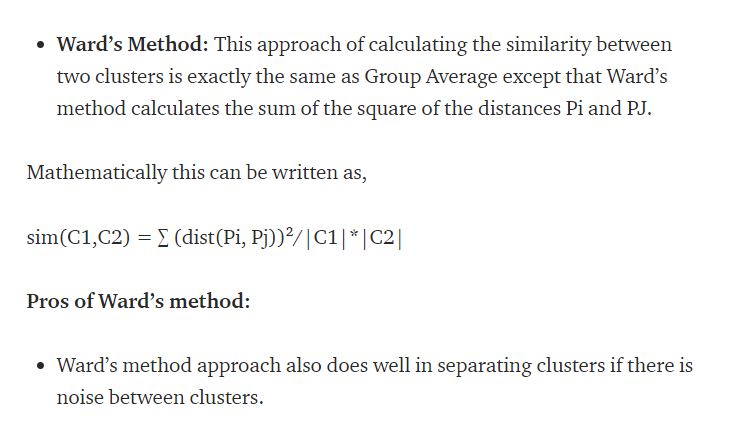 • Ward’s Method: This approach of calculating the similarity between
two clusters is exactly the same as Group Average except that Ward’s
method calculates the sum of the square of the distances Pi and PJ.
Mathematically this can be written as,
sim(C1,C2) = ∑ (dist(Pi, Pj))²/|C1|*|C2|
Pros of Ward’s method:
• Ward’s method approach also does well in separating clusters if there is
noise between clusters.